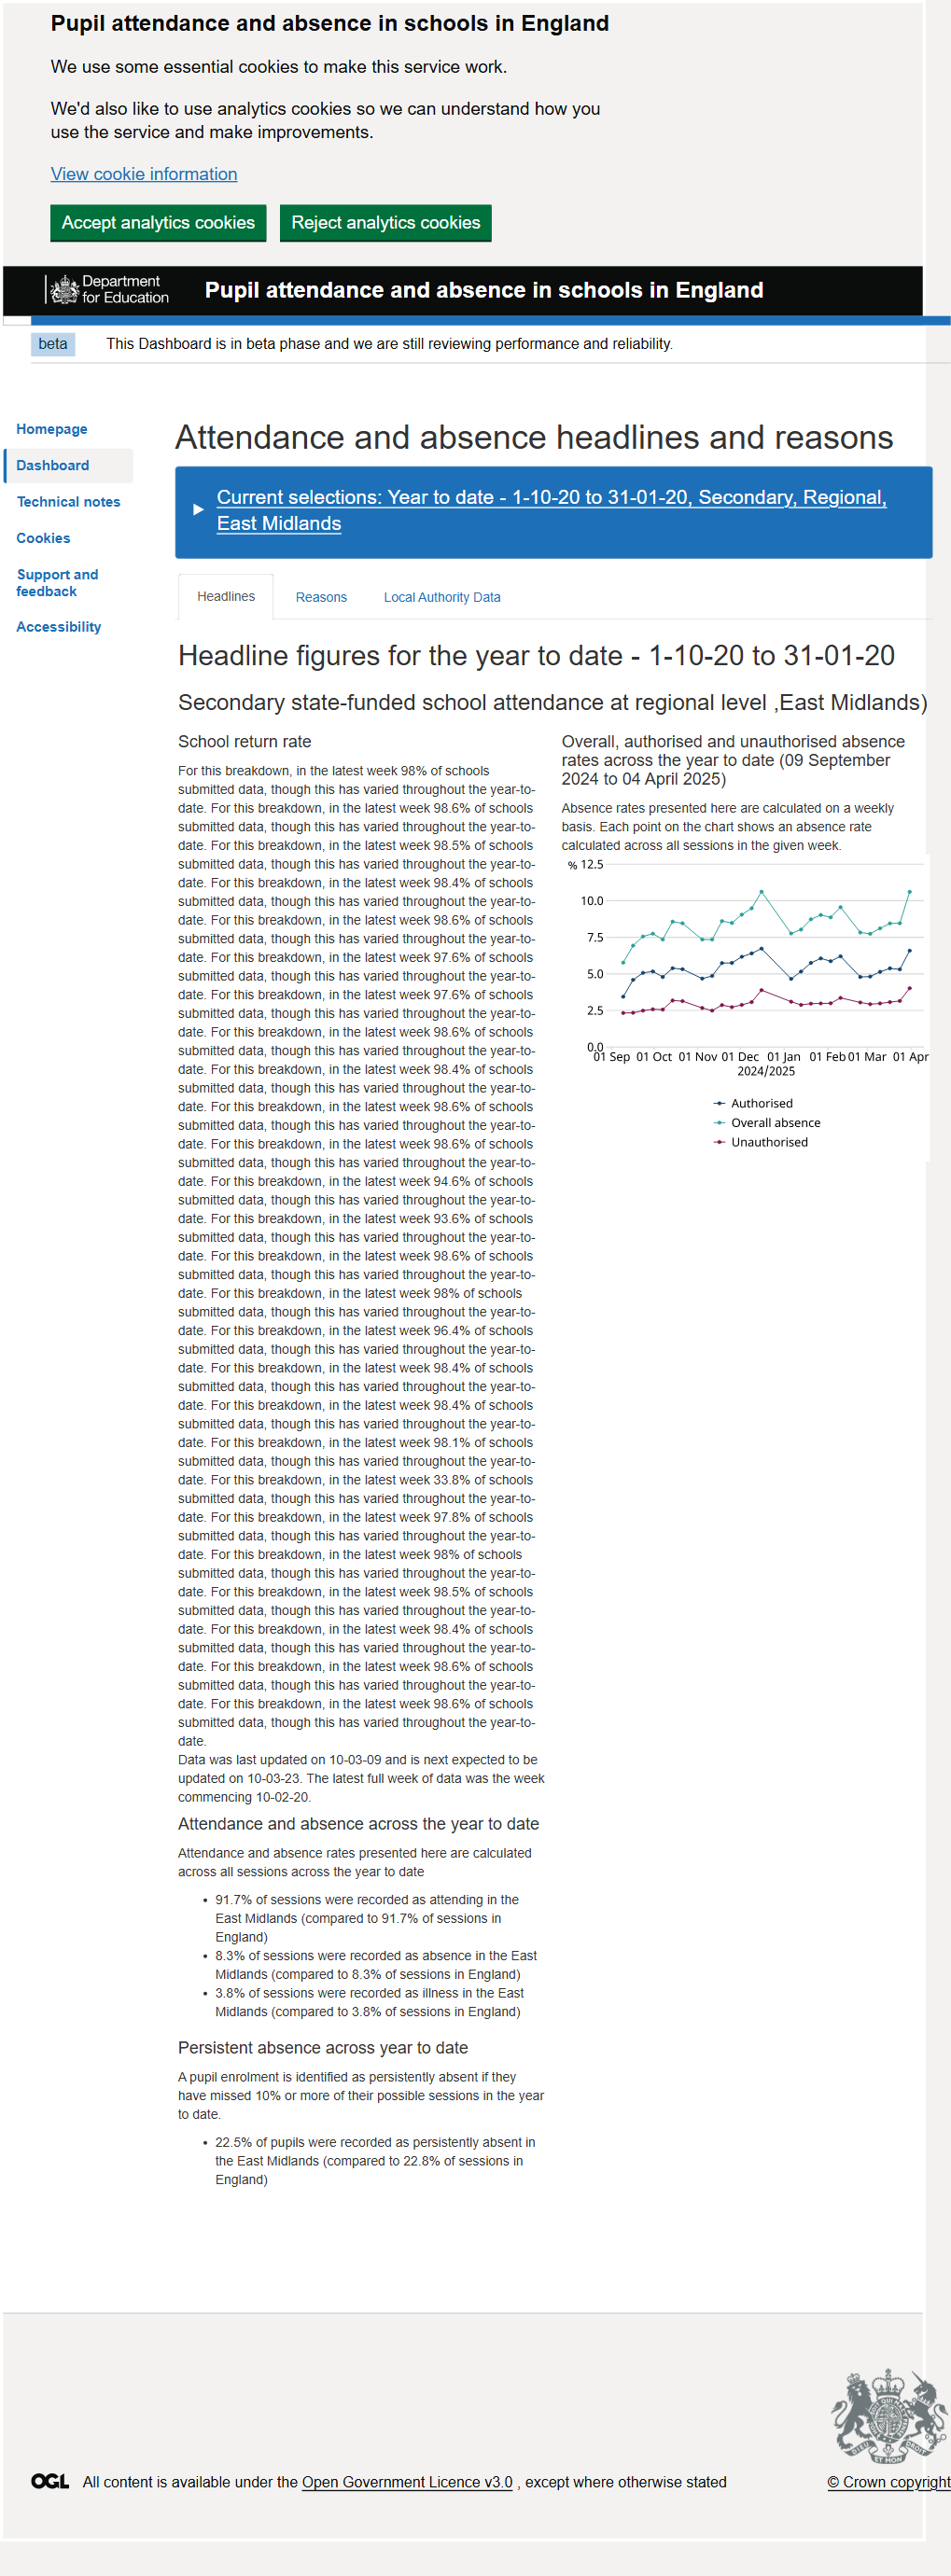 Pupil attendance and absence in schools in England
We use some essential cookies to make this service work.
We'd also like to use analytics cookies so we can understand how you
use the service and make improvements.
View cookie information
Accept analytics cookies
Reject analytics cookies
Department
for Education
Pupil attendance and absence in schools in England
beta
This Dashboard is in beta phase and we are still reviewing performance and reliability.
Homepage
Dashboard
Technical notes
Cookies
Support and
feedback
Accessibility
Attendance and absence headlines and reasons
Current selections: Year to date - 1-10-20 to 31-01-20, Secondary, Regional,
East Midlands
Headlines
Reasons
Local Authority Data
Headline figures for the year to date - 1-10-20 to 31-01-20
Secondary state-funded school attendance at regional level ,East Midlands)
School return rate
For this breakdown, in the latest week 98% of schools
submitted data, though this has varied throughout the year-to-
date. For this breakdown, in the latest week 98.6% of schools
submitted data, though this has varied throughout the year-to-
date. For this breakdown, in the latest week 98.5% of schools
submitted data, though this has varied throughout the year-to-
date. For this breakdown, in the latest week 98.4% of schools
submitted data, though this has varied throughout the year-to-
date. For this breakdown, in the latest week 98.6% of schools
submitted data, though this has varied throughout the year-to-
date. For this breakdown, in the latest week 97.6% of schools
submitted data, though this has varied throughout the year-to-
date. For this breakdown, in the latest week 97.6% of schools
submitted data, though this has varied throughout the year-to-
date. For this breakdown, in the latest week 98.6% of schools
submitted data, though this has varied throughout the year-to-
date. For this breakdown, in the latest week 98.4% of schools
submitted data, though this has varied throughout the year-to-
date. For this breakdown, in the latest week 98.6% of schools
submitted data, though this has varied throughout the year-to-
date. For this breakdown, in the latest week 98.6% of schools
submitted data, though this has varied throughout the year-to-
date. For this breakdown, in the latest week 94.6% of schools
submitted data, though this has varied throughout the year-to-
date. For this breakdown, in the latest week 93.6% of schools
submitted data, though this has varied throughout the year-to-
date. For this breakdown, in the latest week 98.6% of schools
submitted data, though this has varied throughout the year-to-
date. For this breakdown, in the latest week 98% of schools
submitted data, though this has varied throughout the year-to-
date. For this breakdown, in the latest week 96.4% of schools
submitted data, though this has varied throughout the year-to-
date. For this breakdown, in the latest week 98.4% of schools
submitted data, though this has varied throughout the year-to-
date. For this breakdown, in the latest week 98.4% of schools
submitted data, though this has varied throughout the year-to-
date. For this breakdown, in the latest week 98.1% of schools
submitted data, though this has varied throughout the year-to-
date. For this breakdown, in the latest week 33.8% of schools
submitted data, though this has varied throughout the year-to-
date. For this breakdown, in the latest week 97.8% of schools
submitted data, though this has varied throughout the year-to-
date. For this breakdown, in the latest week 98% of schools
submitted data, though this has varied throughout the year-to-
date. For this breakdown, in the latest week 98.5% of schools
submitted data, though this has varied throughout the year-to-
date. For this breakdown, in the latest week 98.4% of schools
submitted data, though this has varied throughout the year-to-
date. For this breakdown, in the latest week 98.6% of schools
submitted data, though this has varied throughout the year-to-
date. For this breakdown, in the latest week 98.6% of schools
submitted data, though this has varied throughout the year-to-
date.
Data was last updated on 10-03-09 and is next expected to be
updated on 10-03-23. The latest full week of data was the week
commencing 10-02-20.
Attendance and absence across the year to date
Attendance and absence rates presented here are calculated
across all sessions across the year to date
• 91.7% of sessions were recorded as attending in the
East Midlands (compared to 91.7% of sessions in
England)
• 8.3% of sessions were recorded as absence in the East
Midlands (compared to 8.3% of sessions in England)
• 3.8% of sessions were recorded as illness in the East
Midlands (compared to 3.8% of sessions in England)
Persistent absence across year to date
A pupil enrolment is identified as persistently absent if they
have missed 10% or more of their possible sessions in the year
to date.
• 22.5% of pupils were recorded as persistently absent in
the East Midlands (compared to 22.8% of sessions in
England)
Overall, authorised and unauthorised absence
rates across the year to date (09 September
2024 to 04 April 2025)
Absence rates presented here are calculated on a weekly
basis. Each point on the chart shows an absence rate
calculated across all sessions in the given week.
% 12.5
10.0
7.5
5.0
2.5
0.0
01 Sep 01 Oct 01 Nov 01 Dec 01 Jan 01 Feb 01 Mar 01 Apr
2024/2025
Authorised
Overall absence
Unauthorised
OGL All content is available under the Open Government Licence v3.0 , except where otherwise stated
© Crown copyright